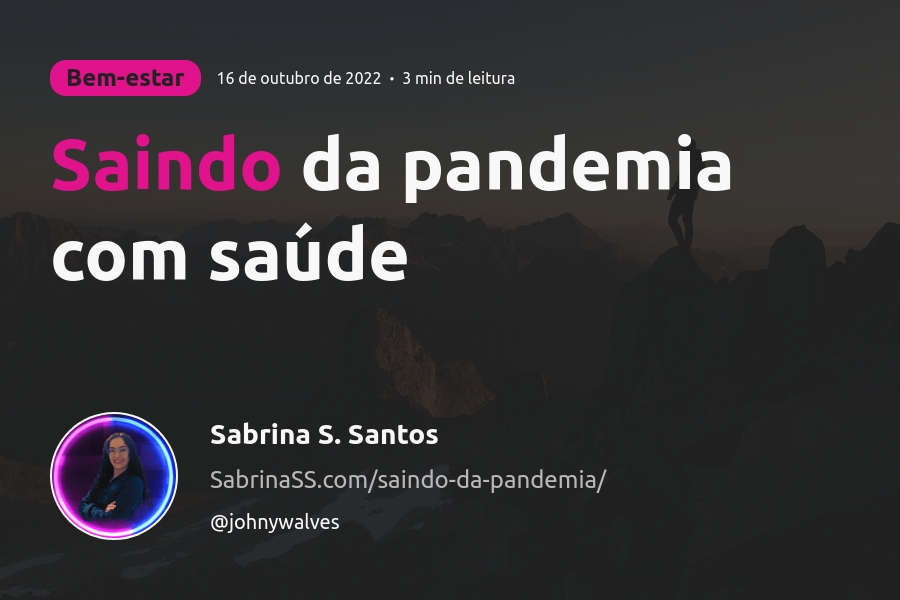 Bem-estar 16 de outubro de 2022 • 3 min de leitura
Saindo da pandemia
com saúde
Sabrina S. Santos
SabrinaSS.com/saindo-da-pandemia/
@johnywalves